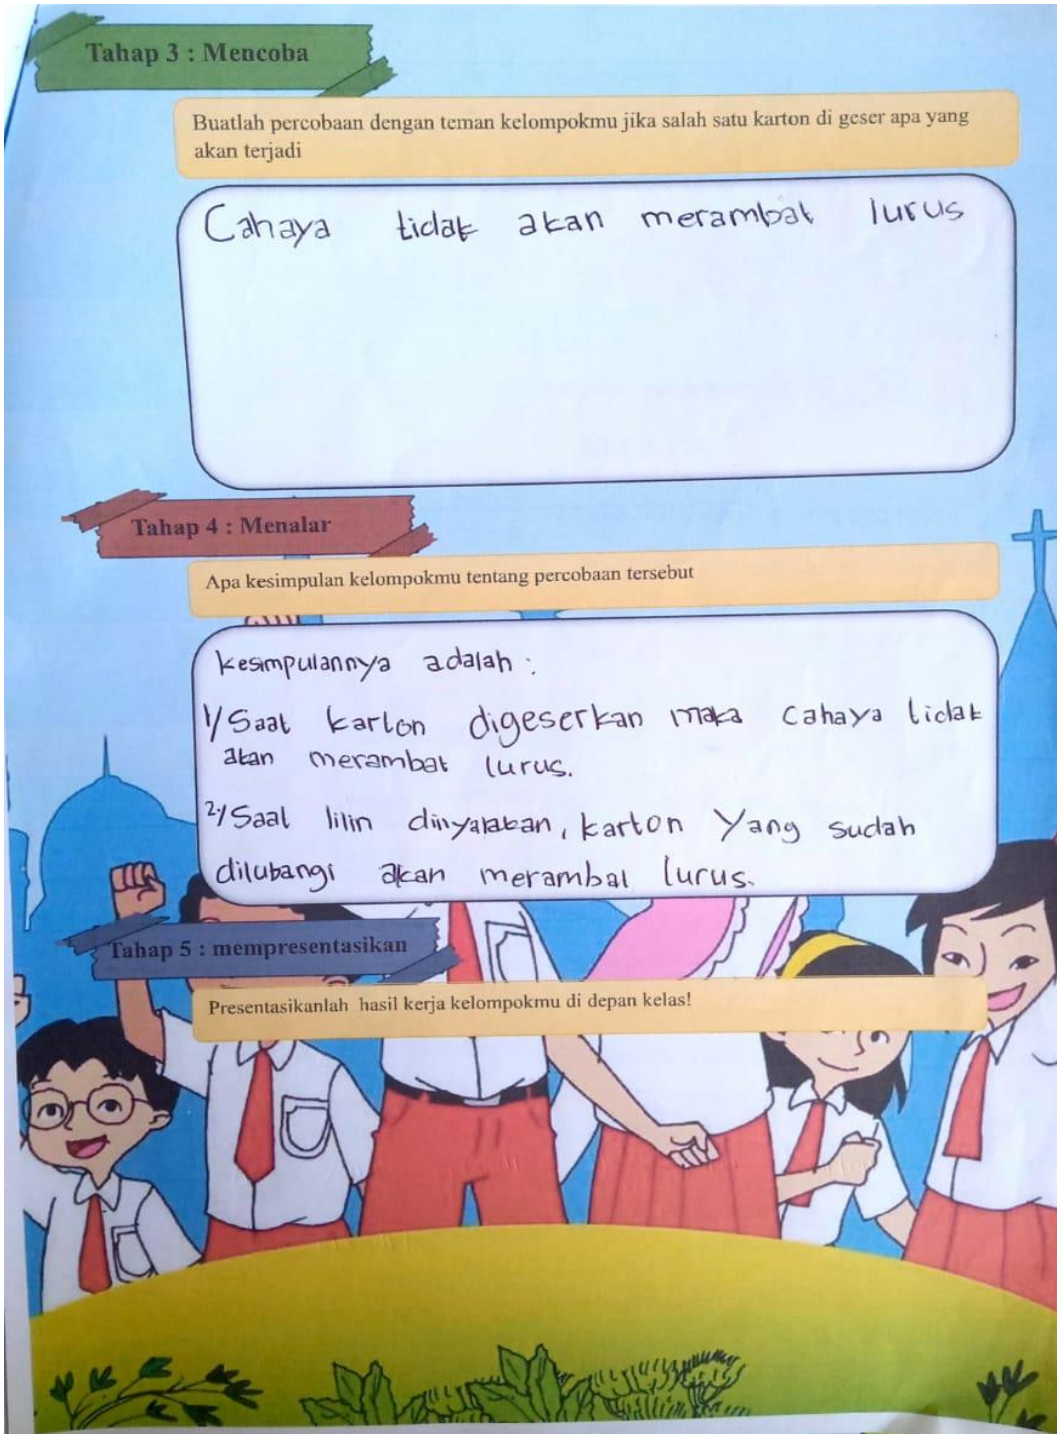 Tahap 3 : Mencoba
Buatlah percobaan dengan teman kelompokmu jika salah satu karton di geser apa yang
akan terjadi
Cahaya tidak akan merambat lurus
Tahap 4 : Menalar
Apa kesimpulan kelompokmu tentang percobaan tersebut
kesimpulannya adalah :
1/ Saat karton digeserkan maka cahaya tidak
akan merambat lurus.
2/ Saat lilin dinyalakan, karton yang sudah
dilubangi akan merambat lurus.
Tahap 5 : mempresentasikan
Presentasikanlah hasil kerja kelompokmu di depan kelas!